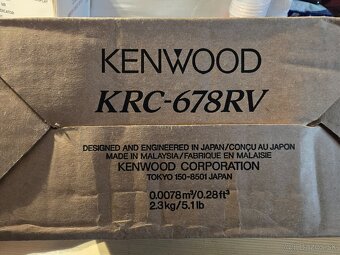 KENWOOD
KRC-678RV
DESIGNED AND ENGINEERED IN JAPAN/CONÇU AU JAPON
MADE IN MALAYSIA/FABRIQUE EN MALAISIE
KENWOOD CORPORATION
TOKYO 150-8501 JAPAN
0.0078m³/0.28ft³
2.3kg/5.1lb